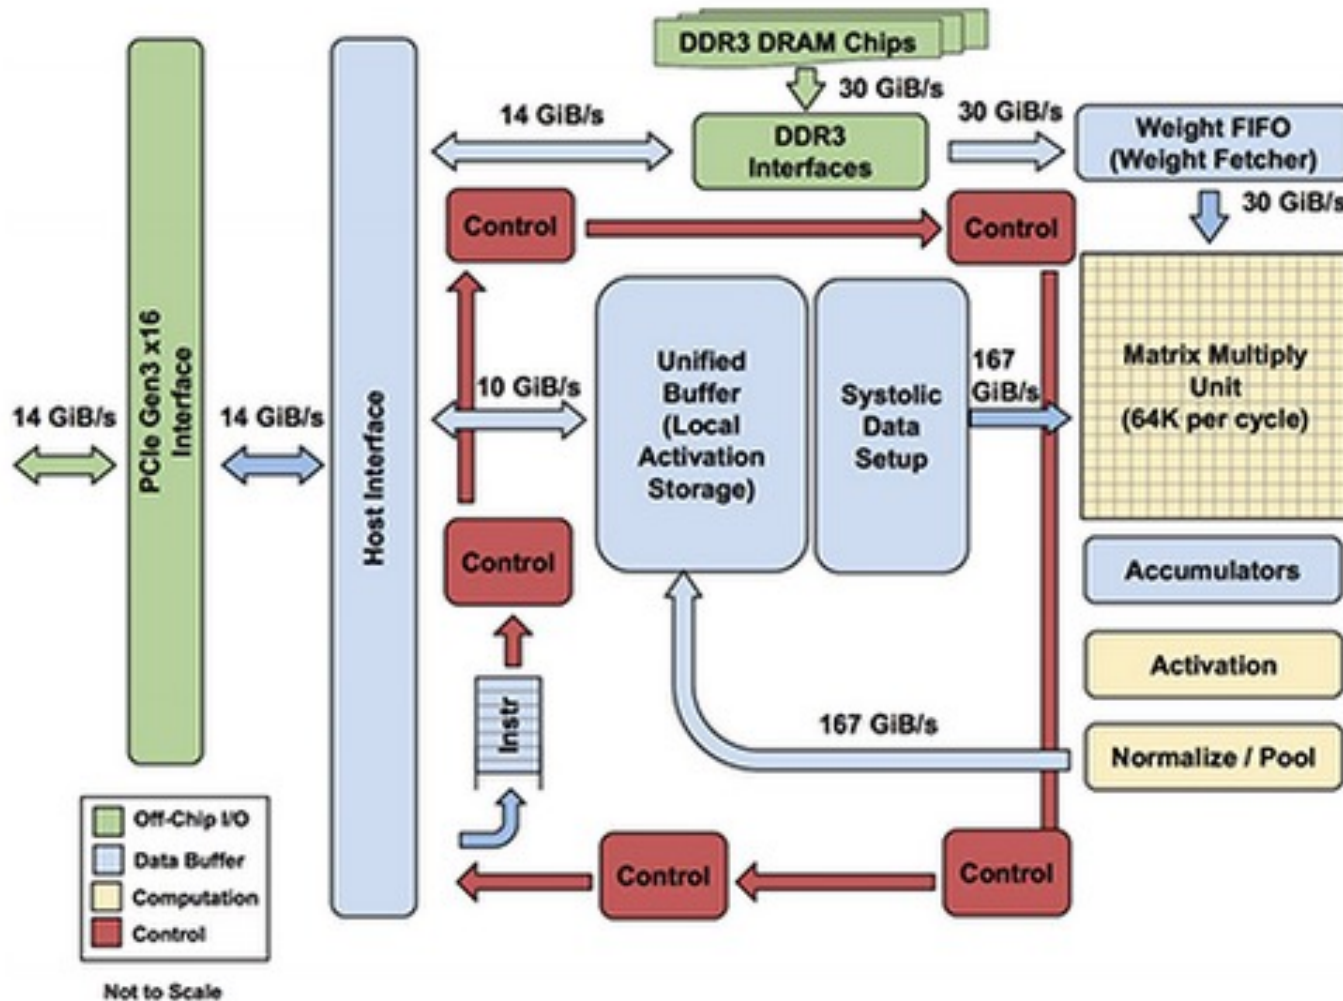 DDR3 DRAM Chips
30 GiB/s
14 GiB/s
30 GiB/s
DDR3
Interfaces
Weight FIFO
(Weight Fetcher)
30 GiB/s
Control
Control
PCIe Gen3 x16
Interface
Host Interface
14 GiB/s
14 GiB/s
10 GiB/s
Unified
Buffer
(Local
Activation
Storage)
Systolic
Data
Setup
167
GiB/s
Matrix Multiply
Unit
(64K per cycle)
Control
Accumulators
Activation
Instr
167 GiB/s
Normalize / Pool
Control
Control
Off-Chip I/O
Data Buffer
Computation
Control
Not to Scale